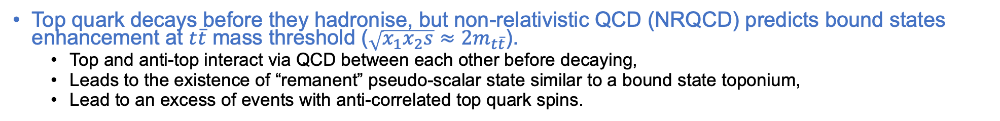 • Top quark decays before they hadronise, but non-relativistic QCD (NRQCD) predicts bound states
enhancement at $t\bar{t}$ mass threshold ($\sqrt{x_1 x_2 s} \approx 2m_{t\bar{t}}$).
• Top and anti-top interact via QCD between each other before decaying,
• Leads to the existence of “remanent” pseudo-scalar state similar to a bound state toponium,
• Lead to an excess of events with anti-correlated top quark spins.